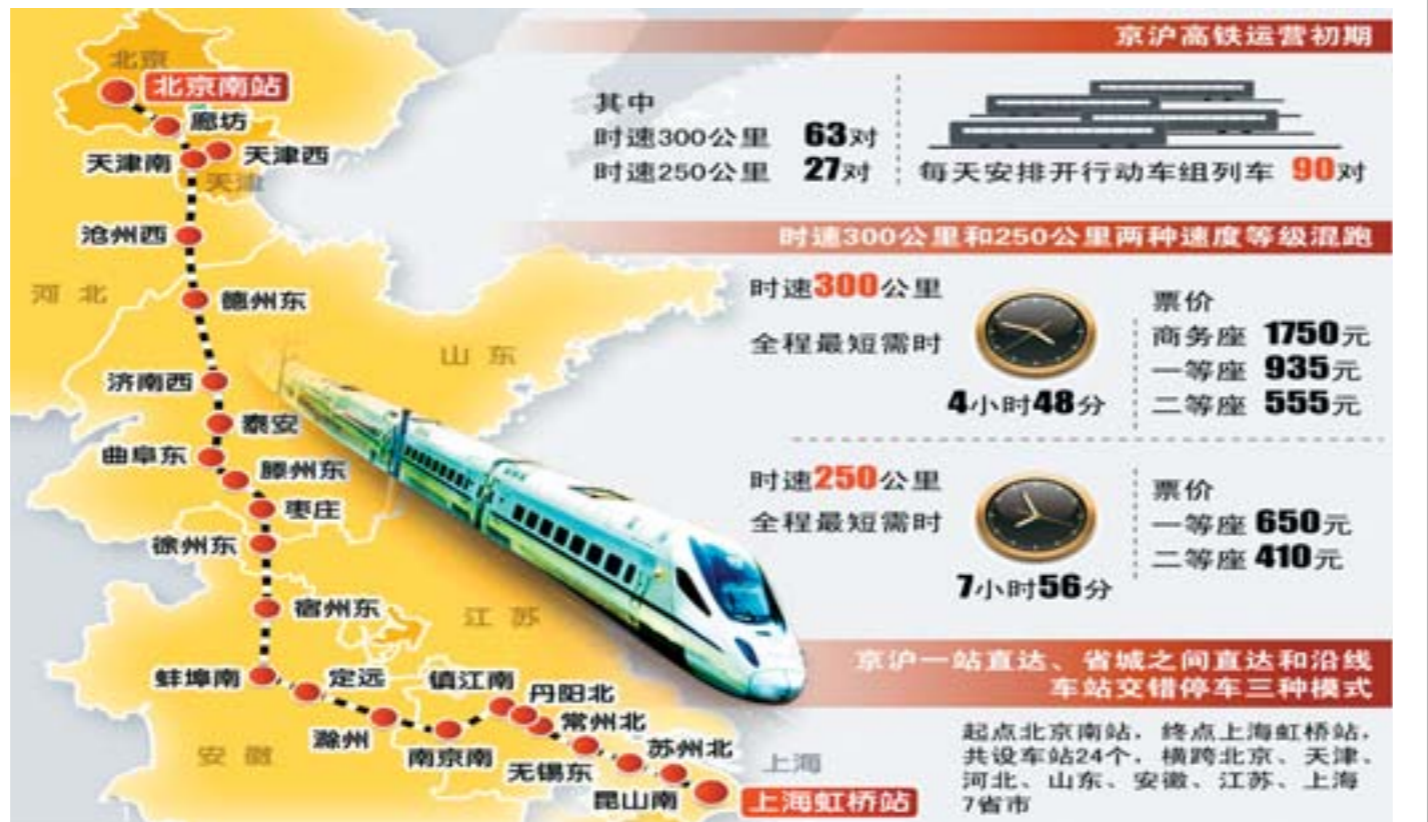 京沪高铁运营初期
其中
时速300公里 63对
时速250公里 27对
每天安排开行动车组列车 90对
时速300公里和250公里两种速度等级混跑
时速300公里
全程最短需时
4小时48分
票价
商务座 1750元
一等座 935元
二等座 555元
时速250公里
全程最短需时
7小时56分
票价
一等座 650元
二等座 410元
京沪一站直达、省城之间直达和沿线
车站交错停车三种模式
起点北京南站，终点上海虹桥站，
共设车站24个，横跨北京、天津、
河北、山东、安徽、江苏、上海
7省市
北京
北京南站
廊坊
天津西
天津南
天津
沧州西
河北
德州东
山东
济南西
泰安
曲阜东
滕州东
枣庄
徐州东
宿州东
江苏
蚌埠南
定远
滁州
安徽
南京南
镇江南
丹阳北
常州北
无锡东
苏州北
昆山南
上海
上海虹桥站